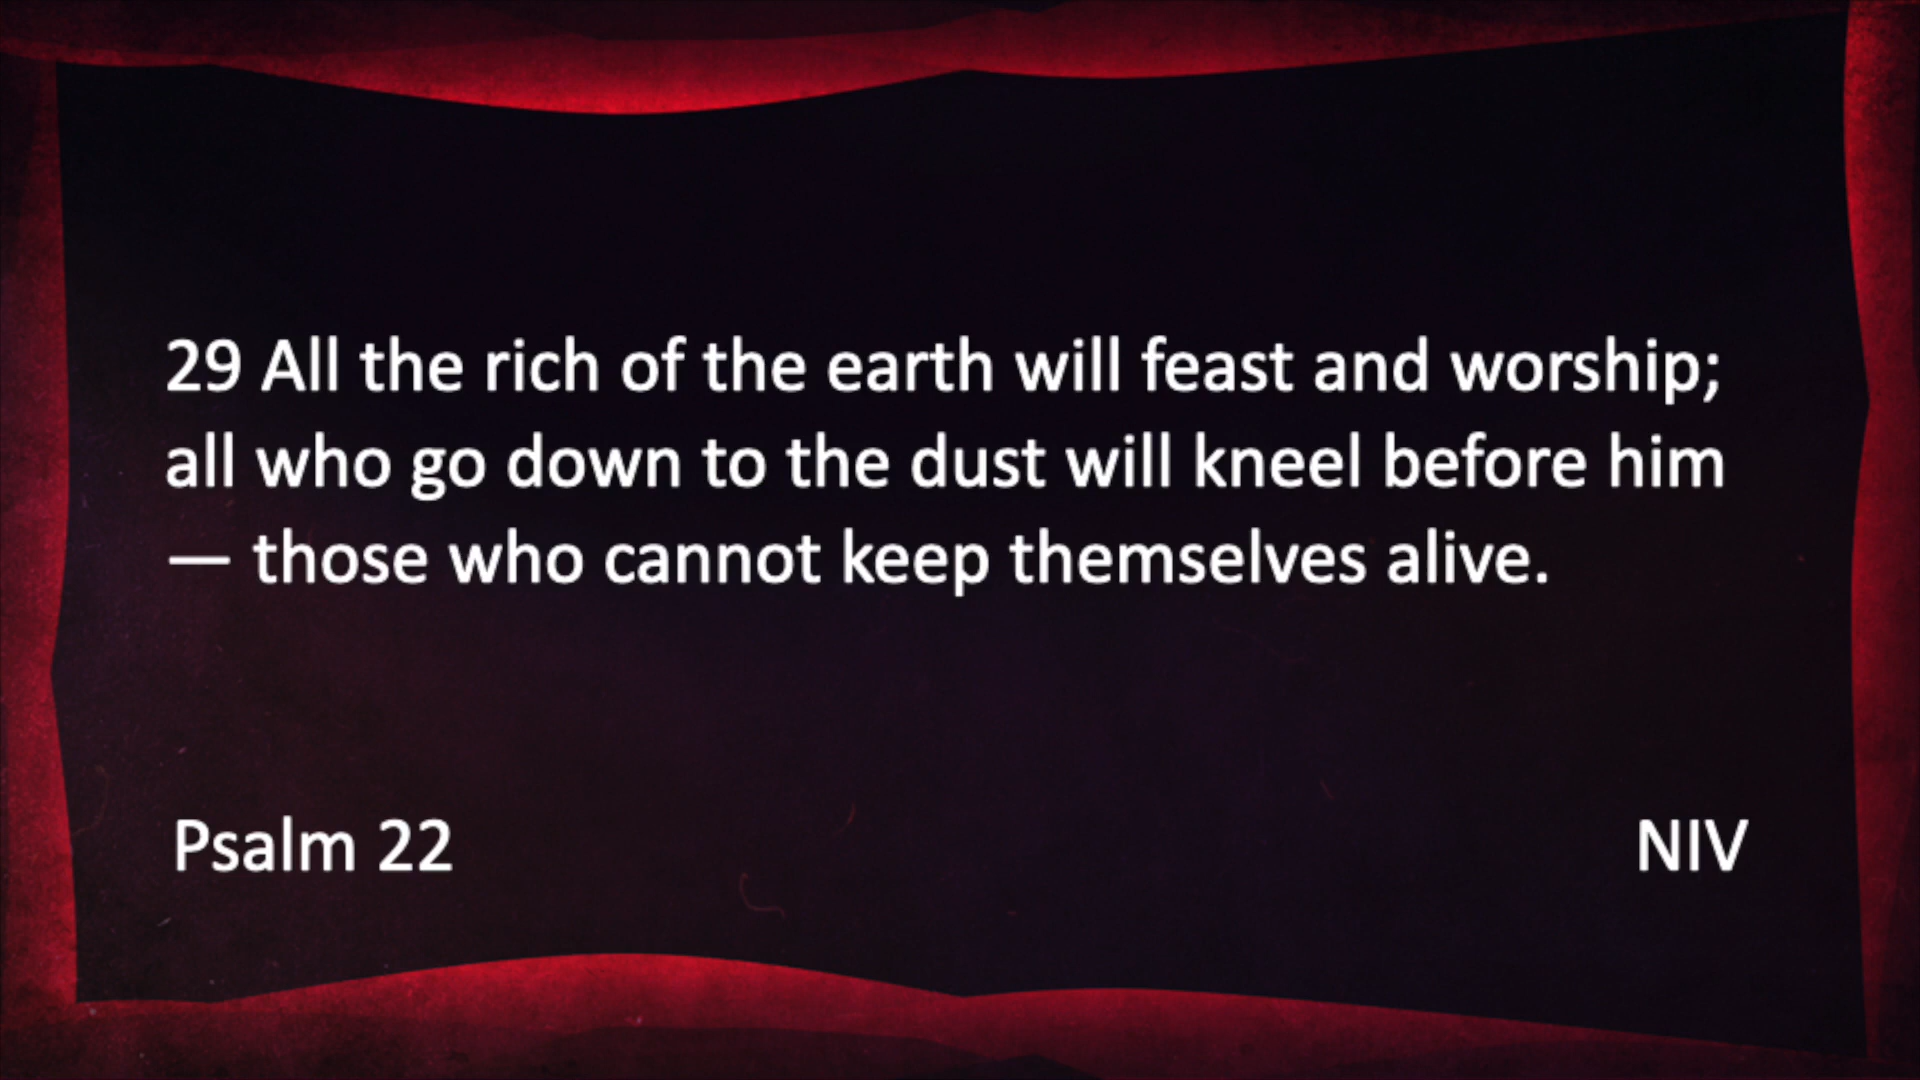 29 All the rich of the earth will feast and worship;
all who go down to the dust will kneel before him
— those who cannot keep themselves alive.
Psalm 22
NIV